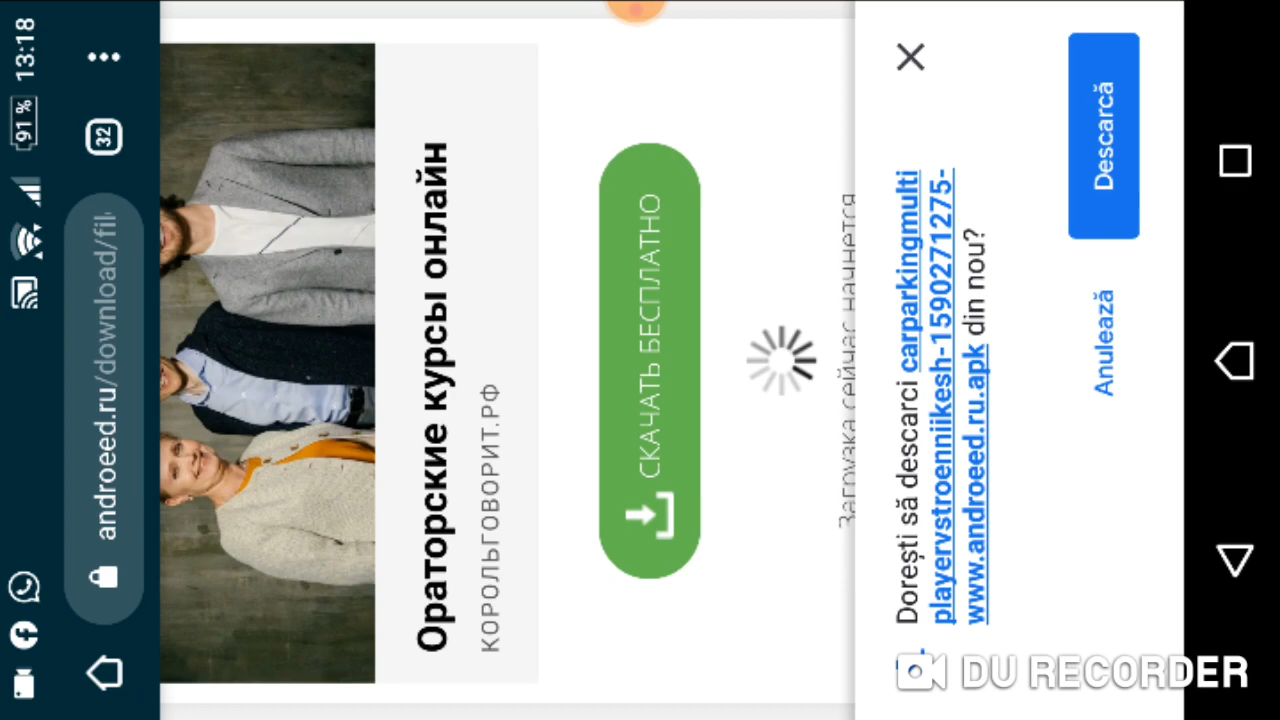 91 % 13:18
androeed.ru/download/fil
32
Ораторские курсы онлайн
КОРОЛЬГОВОРИТ.РФ
СКАЧАТЬ БЕСПЛАТНО
Загрузка сейчас начнется
Dorești să descarci carparkingmulti
playervstroenniikesh-1590271275-
www.androeed.ru.apk din nou?
Anulează
Descarcă
DU RECORDER